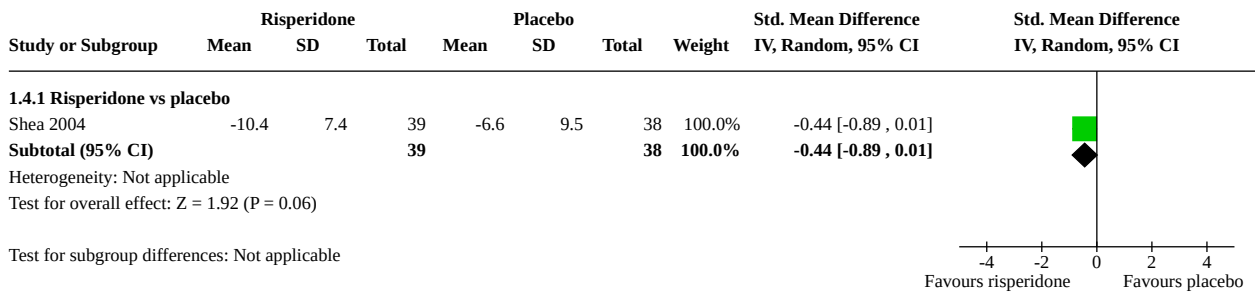 Risperidone Placebo Std. Mean Difference Std. Mean Difference
Study or Subgroup Mean SD Total Mean SD Total Weight IV, Random, 95% CI IV, Random, 95% CI
1.4.1 Risperidone vs placebo
Shea 2004 -10.4 7.4 39 -6.6 9.5 38 100.0% -0.44 [-0.89 , 0.01]
Subtotal (95% CI) 39 38 100.0% -0.44 [-0.89 , 0.01]
Heterogeneity: Not applicable
Test for overall effect: Z = 1.92 (P = 0.06)
Test for subgroup differences: Not applicable
-4 -2 0 2 4
Favours risperidone Favours placebo